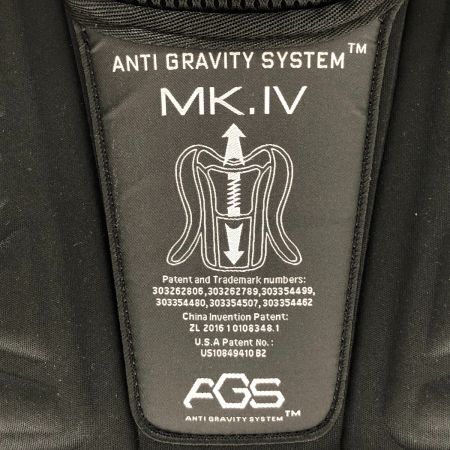 ANTI GRAVITY SYSTEM™
MK.IV
Patent and Trademark numbers:
303262806,303262789,303354499,
303354480,303354507,303354462
China Invention Patent:
ZL 2016 1 0108348.1
U.S.A Patent No.:
US10849410 B2
AGS
ANTI GRAVITY SYSTEM™